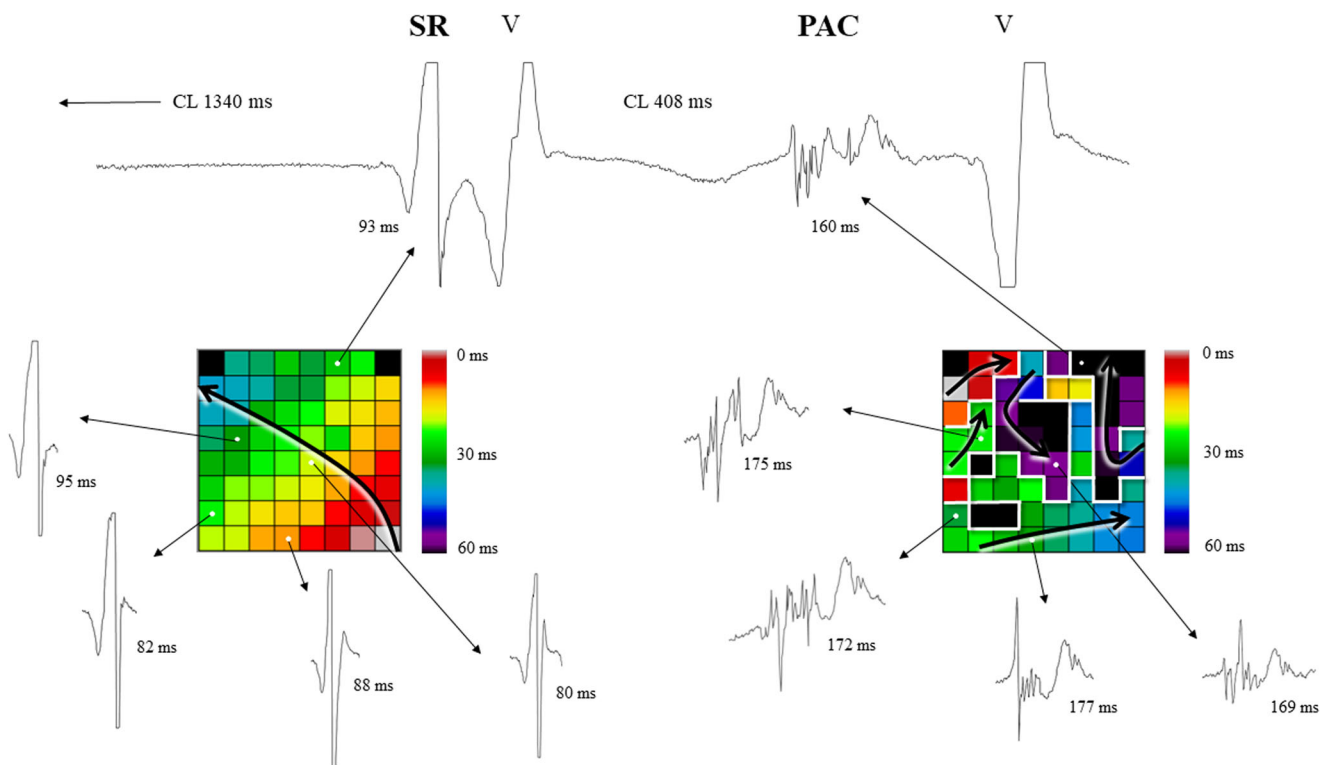 SR V PAC V
CL 1340 ms CL 408 ms
93 ms 160 ms
0 ms
30 ms
60 ms
95 ms
82 ms
88 ms
80 ms
0 ms
30 ms
60 ms
175 ms
172 ms
177 ms
169 ms